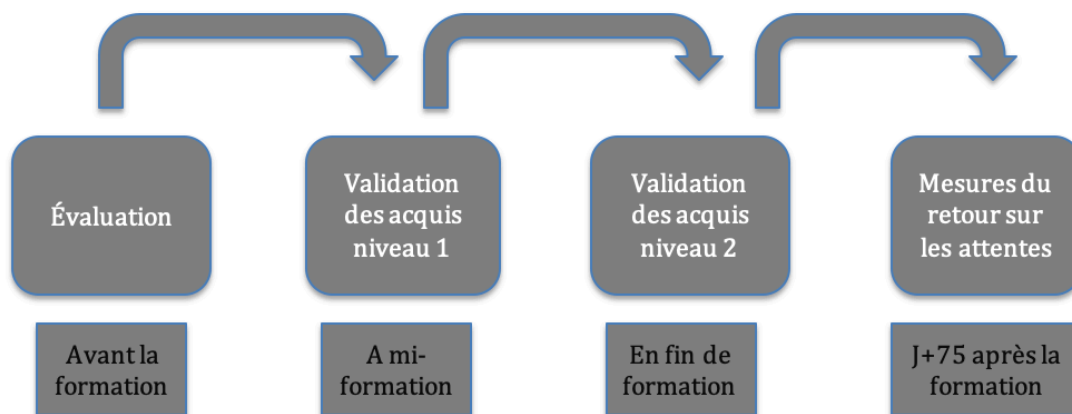 Évaluation
Validation
des acquis
niveau 1
Validation
des acquis
niveau 2
Mesures du
retour sur
les attentes
Avant la
formation
A mi-
formation
En fin de
formation
J+75 après la
formation